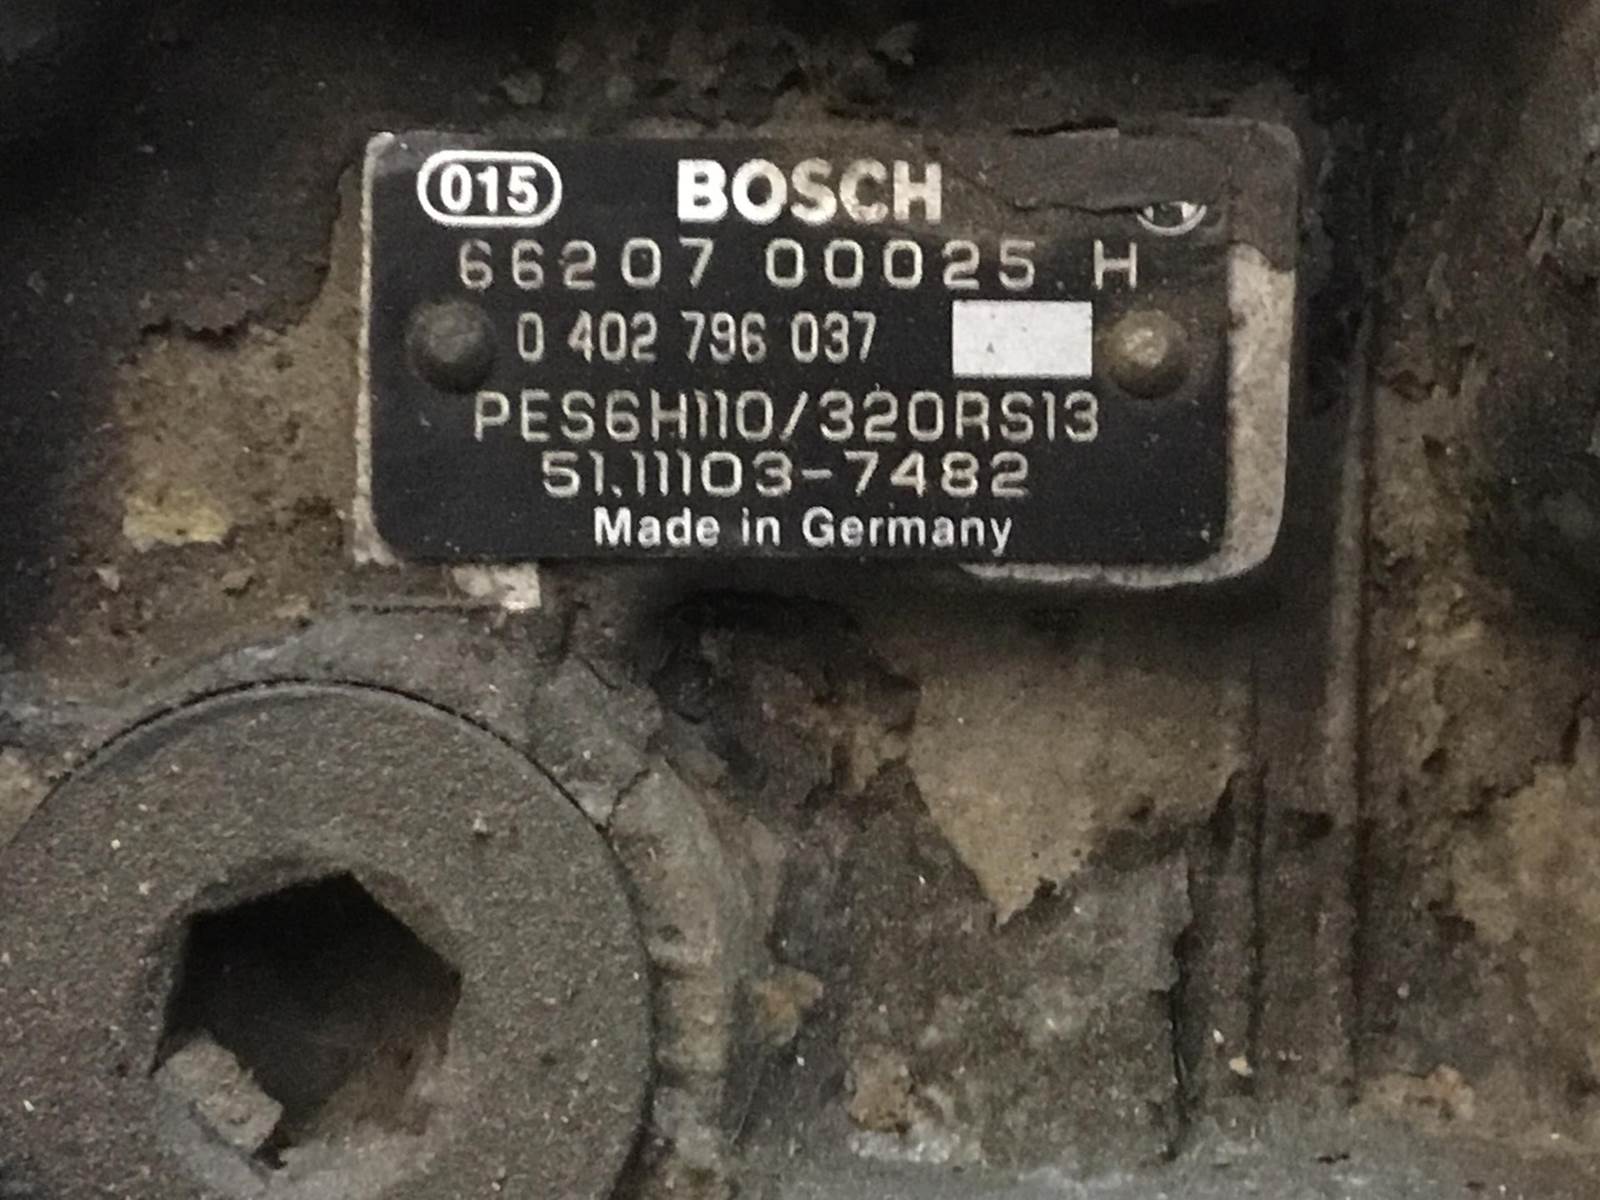 015 BOSCH
66207 00025 H
0 402 796 037
PES6H110/320RS13
51.11103-7482
Made in Germany